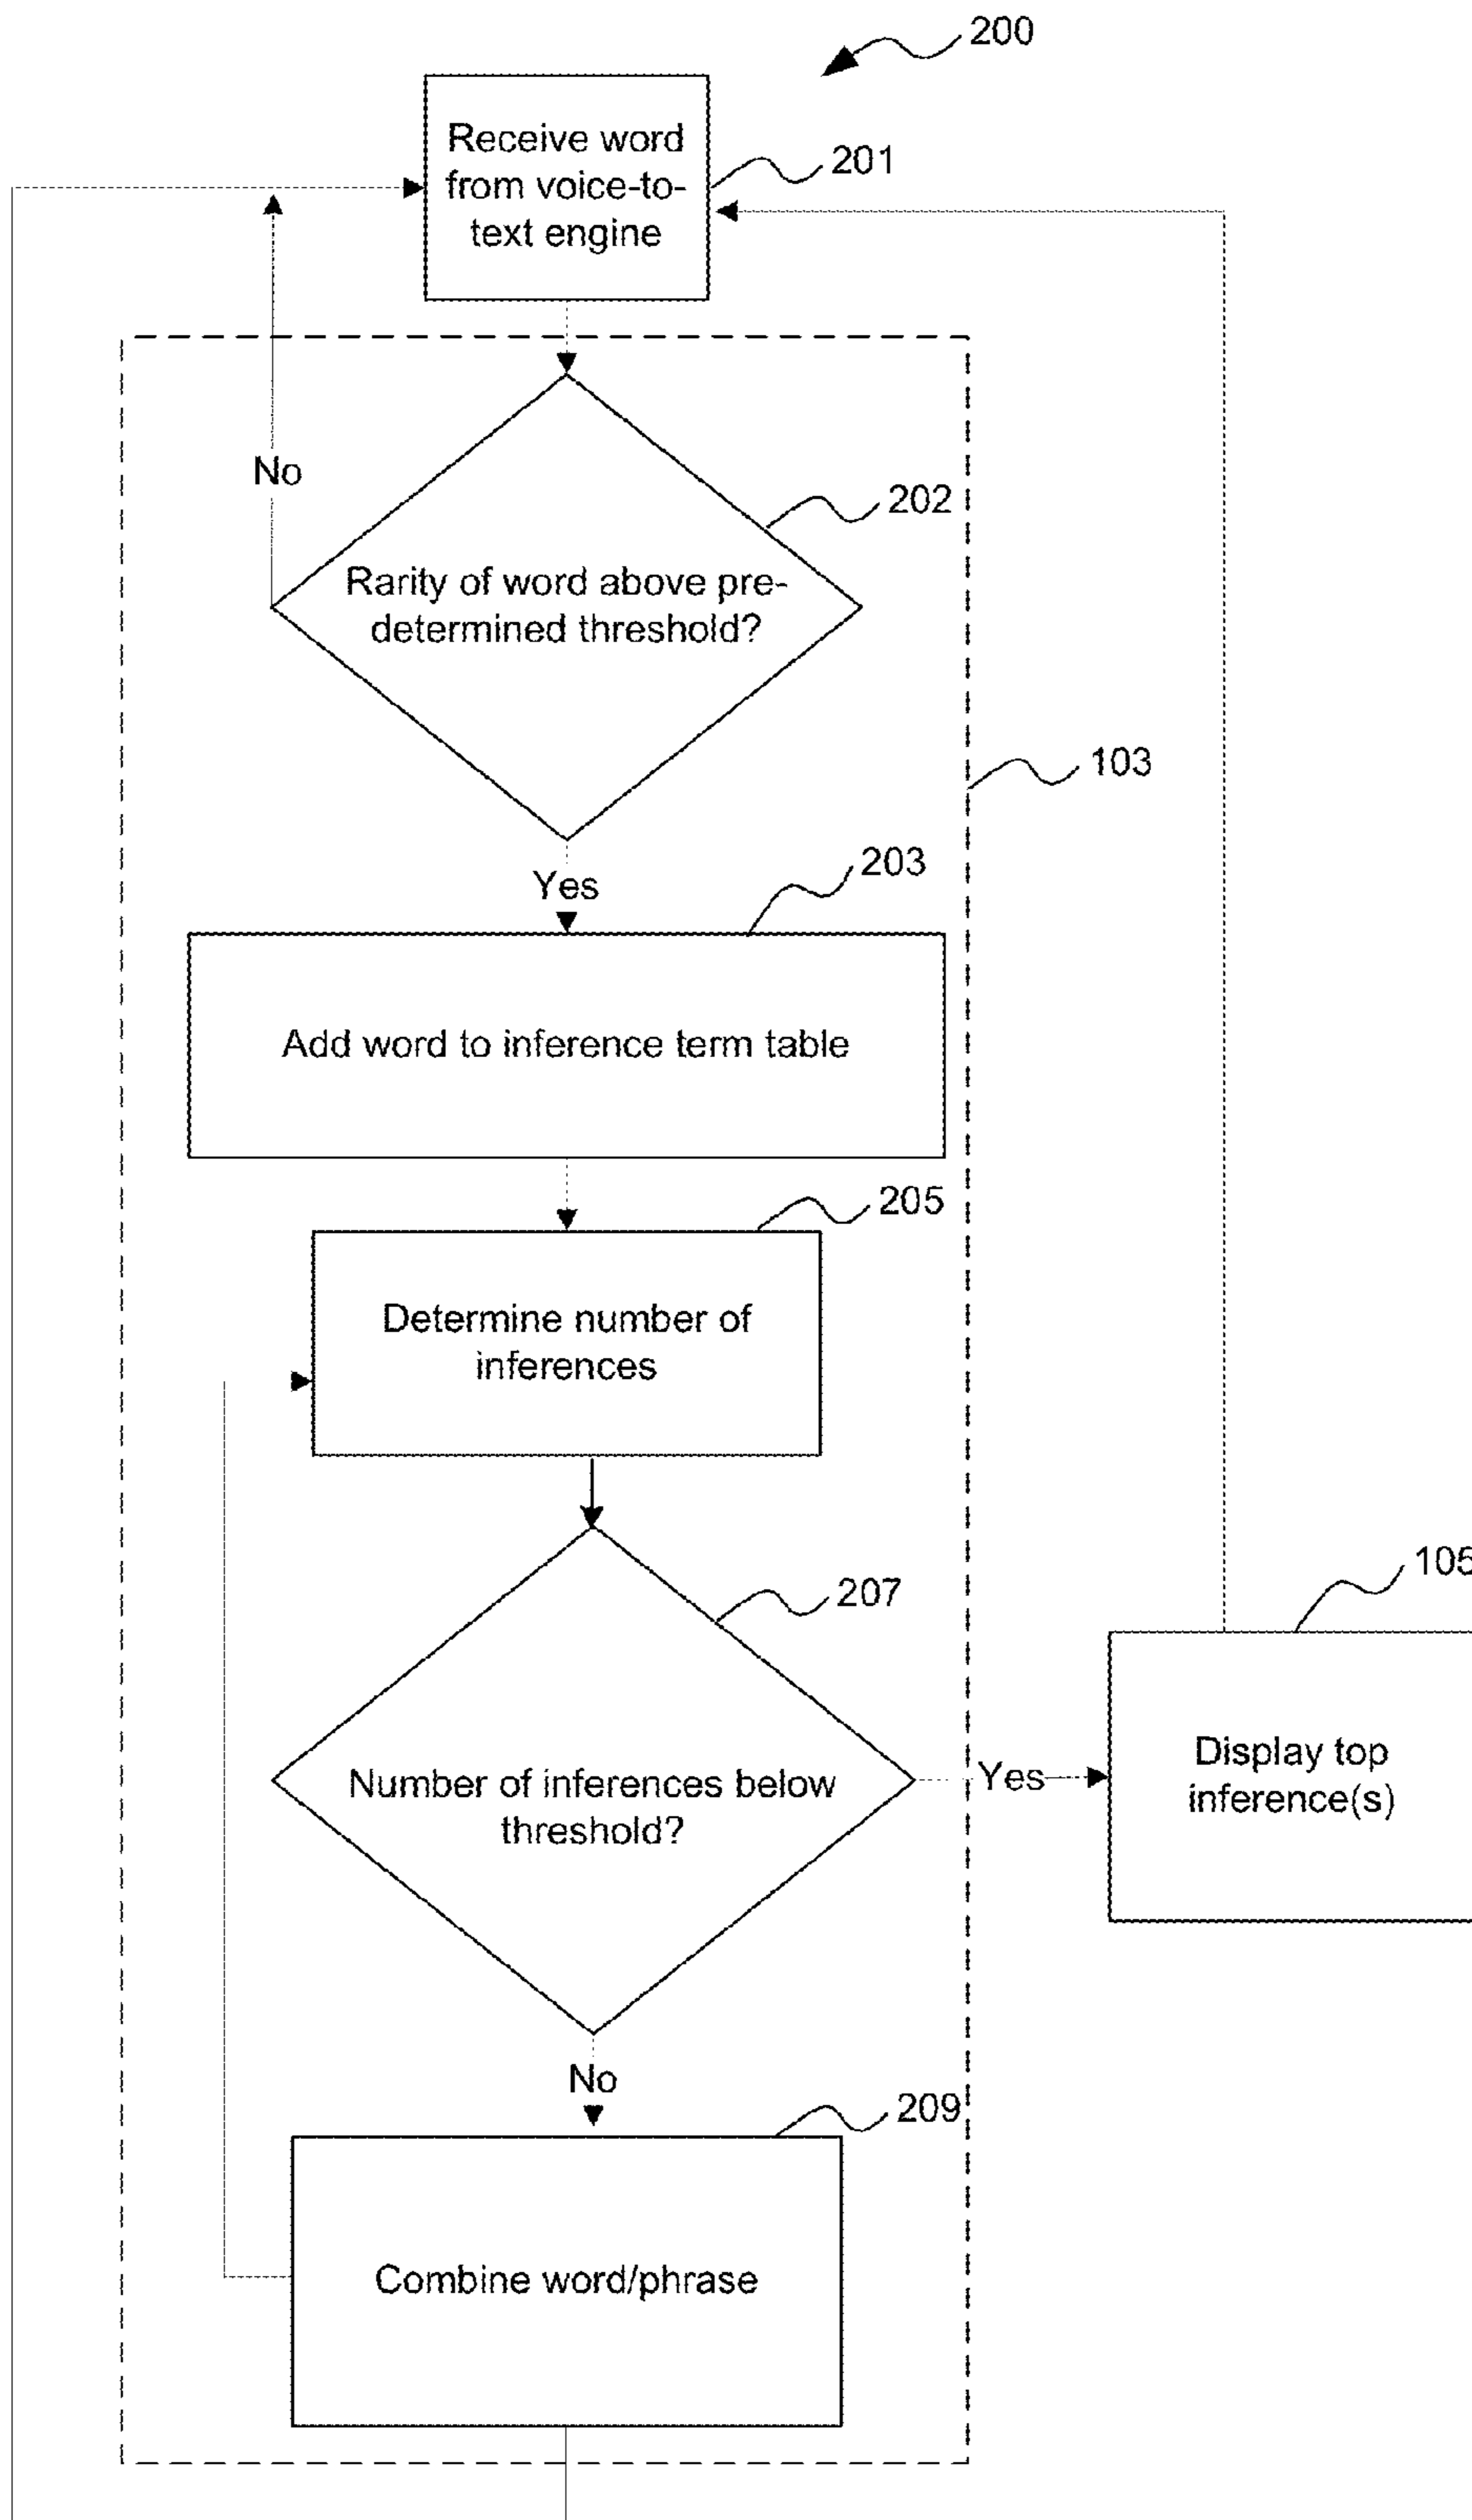 200
Receive word
from voice-to-
text engine
201
No
202
Rarity of word above pre-
determined threshold?
103
Yes
203
Add word to inference term table
205
Determine number of
inferences
207
105
Number of inferences below
threshold?
Yes
Display top
inference(s)
No
209
Combine word/phrase